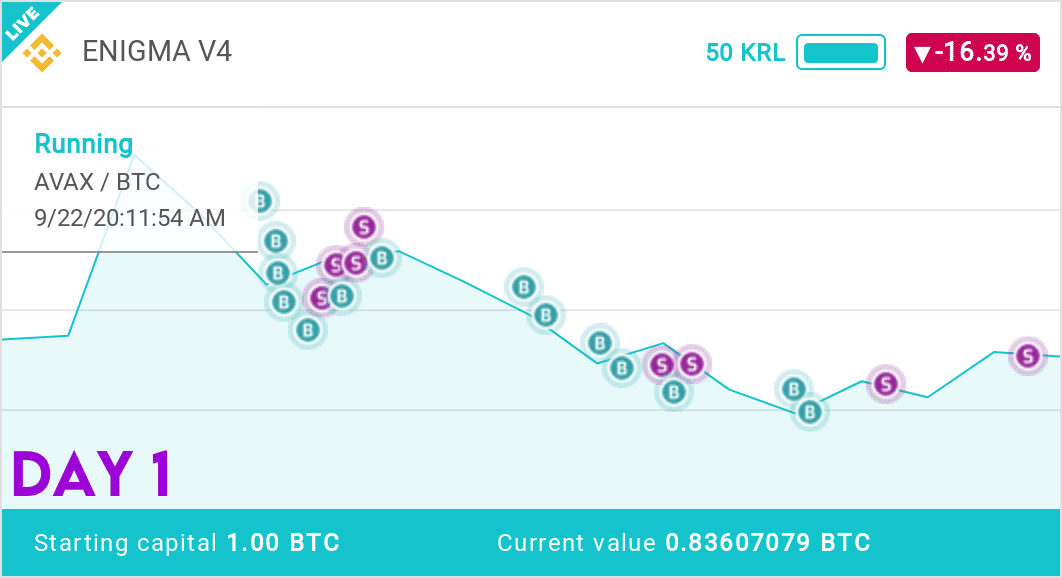 LIVE
ENIGMA V4
50 KRL
▼-16.39 %
Running
AVAX / BTC
9/22/20:11:54 AM
B
B
B
B
B
S
B
S
S
S
B
B
B
B
B
S
S
B
B
B
S
S
DAY 1
Starting capital 1.00 BTC
Current value 0.83607079 BTC